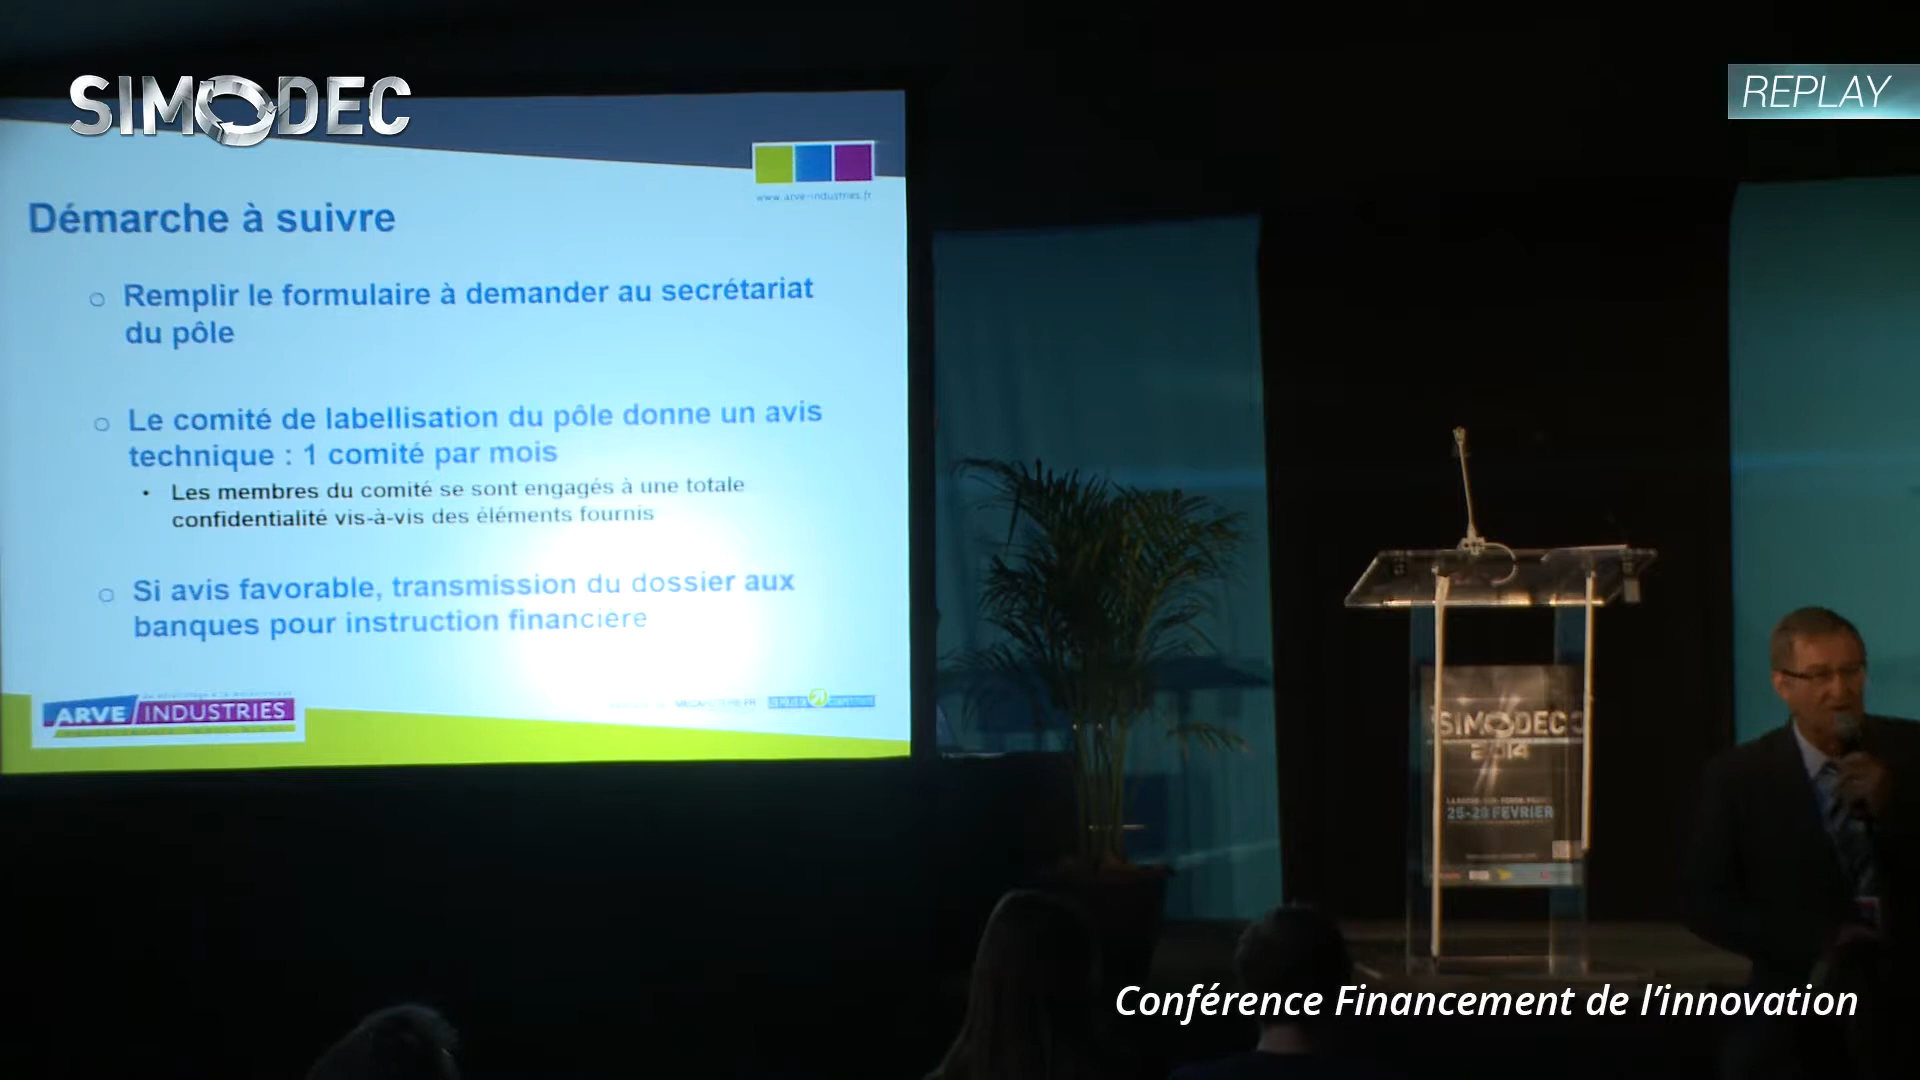 SIMODEC
REPLAY
www.arve-industries.fr
Démarche à suivre
Remplir le formulaire à demander au secrétariat
du pôle
Le comité de labellisation du pôle donne un avis
technique : 1 comité par mois
Les membres du comité se sont engagés à une totale
confidentialité vis-à-vis des éléments fournis
Si avis favorable, transmission du dossier aux
banques pour instruction financière
ARVE INDUSTRIES
SIMODEC
2014
25-28 FEVRIER
Conférence Financement de l’innovation